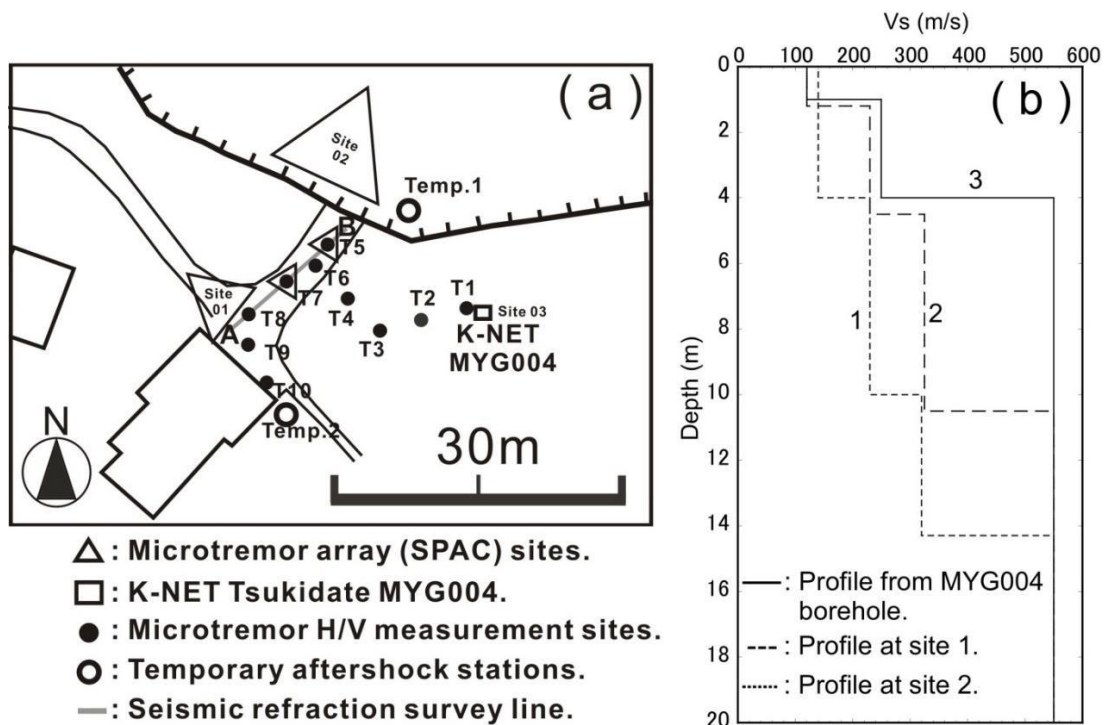 ( a )
Site
02
Temp.1
B
T5
T6
Site
01
T7
T4
T2
T1
Site 03
T8
K-NET
MYG004
A
T9
T3
T10
Temp.2
N
30m
: Microtremor array (SPAC) sites.
: K-NET Tsukidate MYG004.
: Microtremor H/V measurement sites.
: Temporary aftershock stations.
: Seismic refraction survey line.
Vs (m/s)
0 100 200 300 400 500 600
( b )
0
2
4
6
8
10
12
14
16
18
20
Depth (m)
3
1
2
: Profile from MYG004
borehole.
: Profile at site 1.
: Profile at site 2.